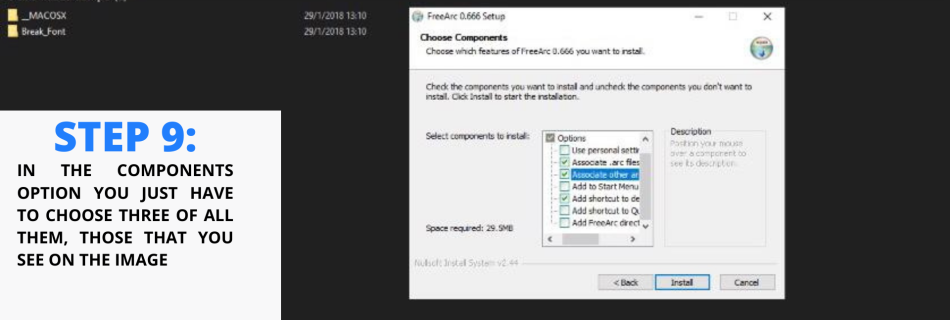 __MACOSX 29/1/2018 13:10
Break_Font 29/1/2018 13:10
STEP 9:
IN THE COMPONENTS
OPTION YOU JUST HAVE
TO CHOOSE THREE OF ALL
THEM, THOSE THAT YOU
SEE ON THE IMAGE
FreeArc 0.666 Setup
Choose Components
Choose which features of FreeArc 0.666 you want to install.
Check the components you want to install and uncheck the components you don't want to
install. Click Install to start the installation.
Select components to install:
Options
Use personal settin
Associate .arc files
Associate other ar
Add to Start Menu
Add shortcut to de
Add shortcut to Qu
Add FreeArc direct
Description
Position your mouse
over a component to
see its description.
Space required: 29.5MB
Nullsoft Install System v2.44
< Back
Install
Cancel